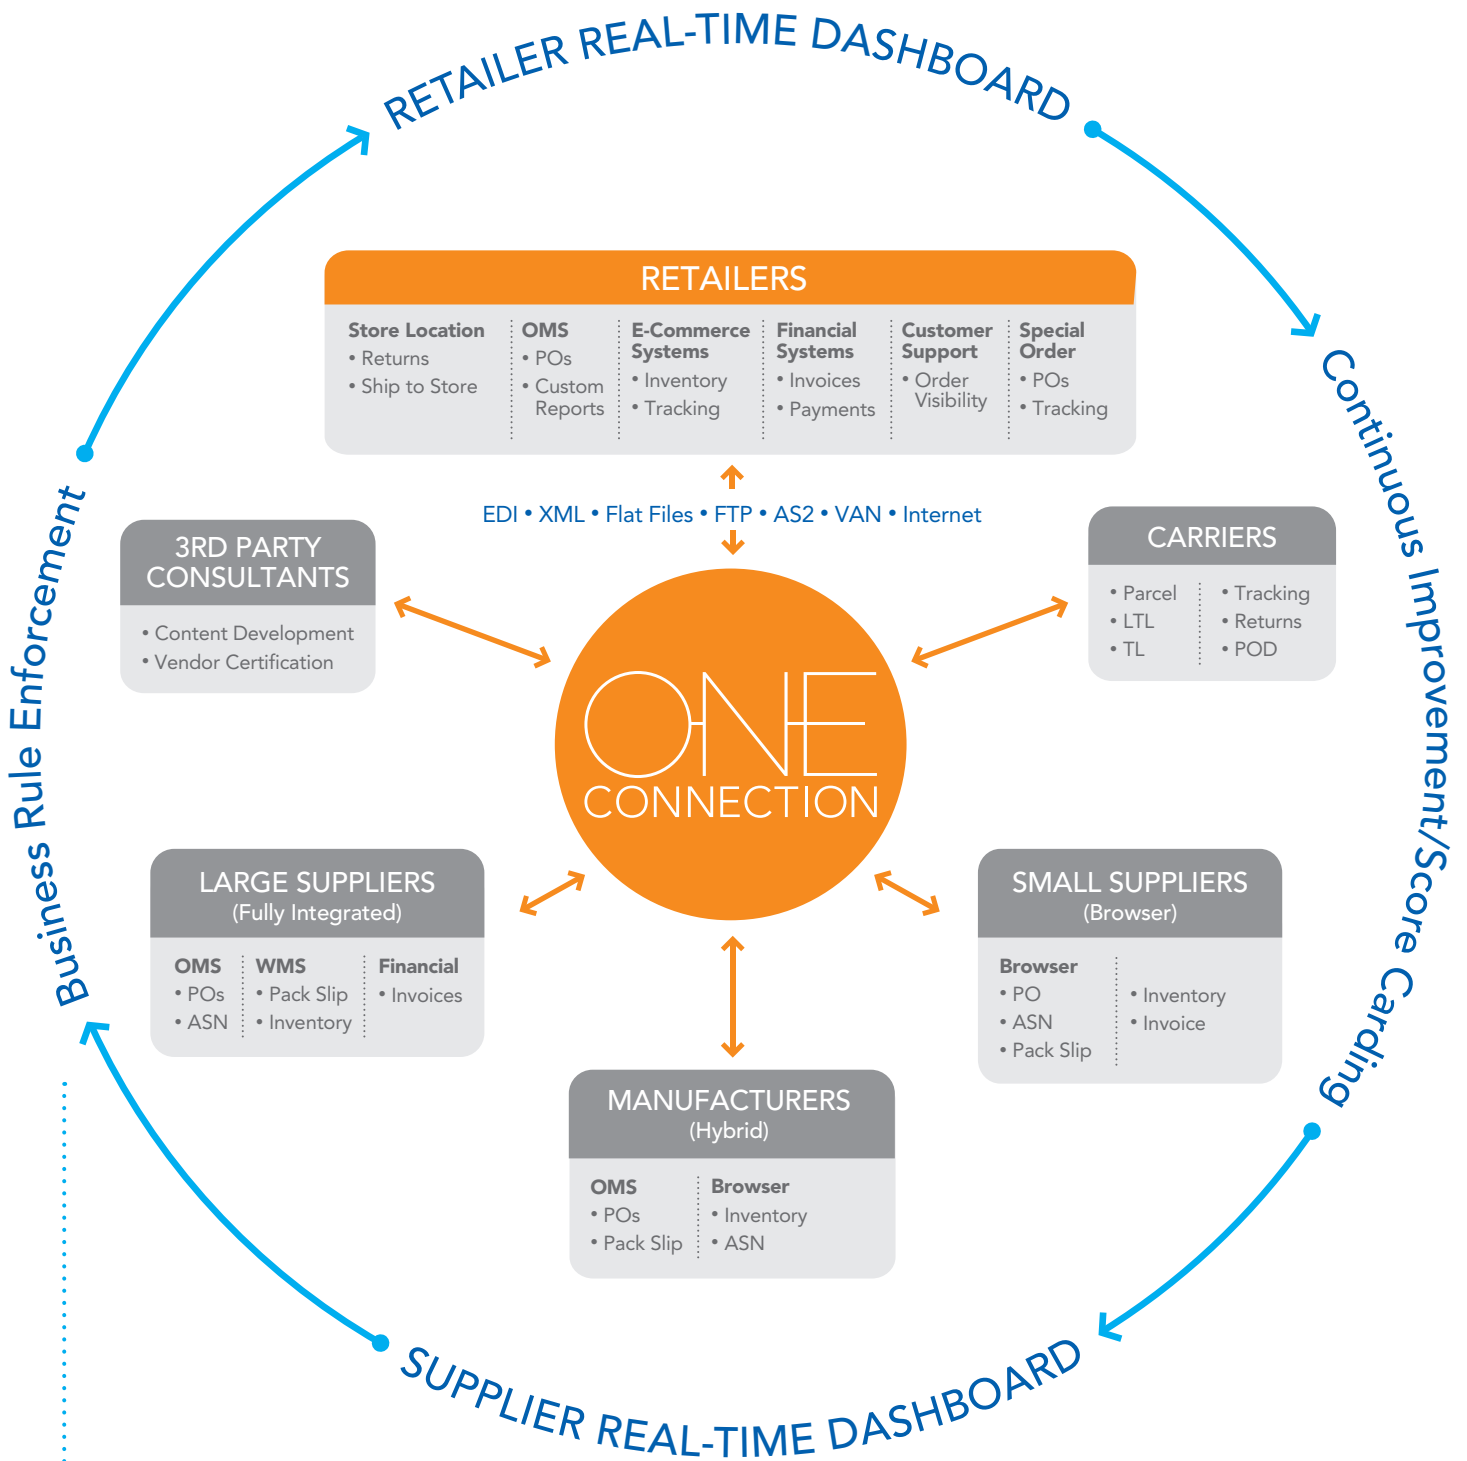 RETAILER REAL-TIME DASHBOARD
RETAILERS
Store Location
• Returns
• Ship to Store
OMS
• POs
• Custom
Reports
E-Commerce
Systems
• Inventory
• Tracking
Financial
Systems
• Invoices
• Payments
Customer
Support
• Order
Visibility
Special
Order
• POs
• Tracking
EDI • XML • Flat Files • FTP • AS2 • VAN • Internet
3RD PARTY
CONSULTANTS
• Content Development
• Vendor Certification
CARRIERS
• Parcel
• LTL
• TL
• Tracking
• Returns
• POD
Business Rule Enforcement
ONE
CONNECTION
Continuous Improvement/Score Carding
LARGE SUPPLIERS
(Fully Integrated)
OMS
• POs
• ASN
WMS
• Pack Slip
• Inventory
Financial
• Invoices
SMALL SUPPLIERS
(Browser)
Browser
• PO
• ASN
• Pack Slip
• Inventory
• Invoice
MANUFACTURERS
(Hybrid)
OMS
• POs
• Pack Slip
Browser
• Inventory
• ASN
SUPPLIER REAL-TIME DASHBOARD